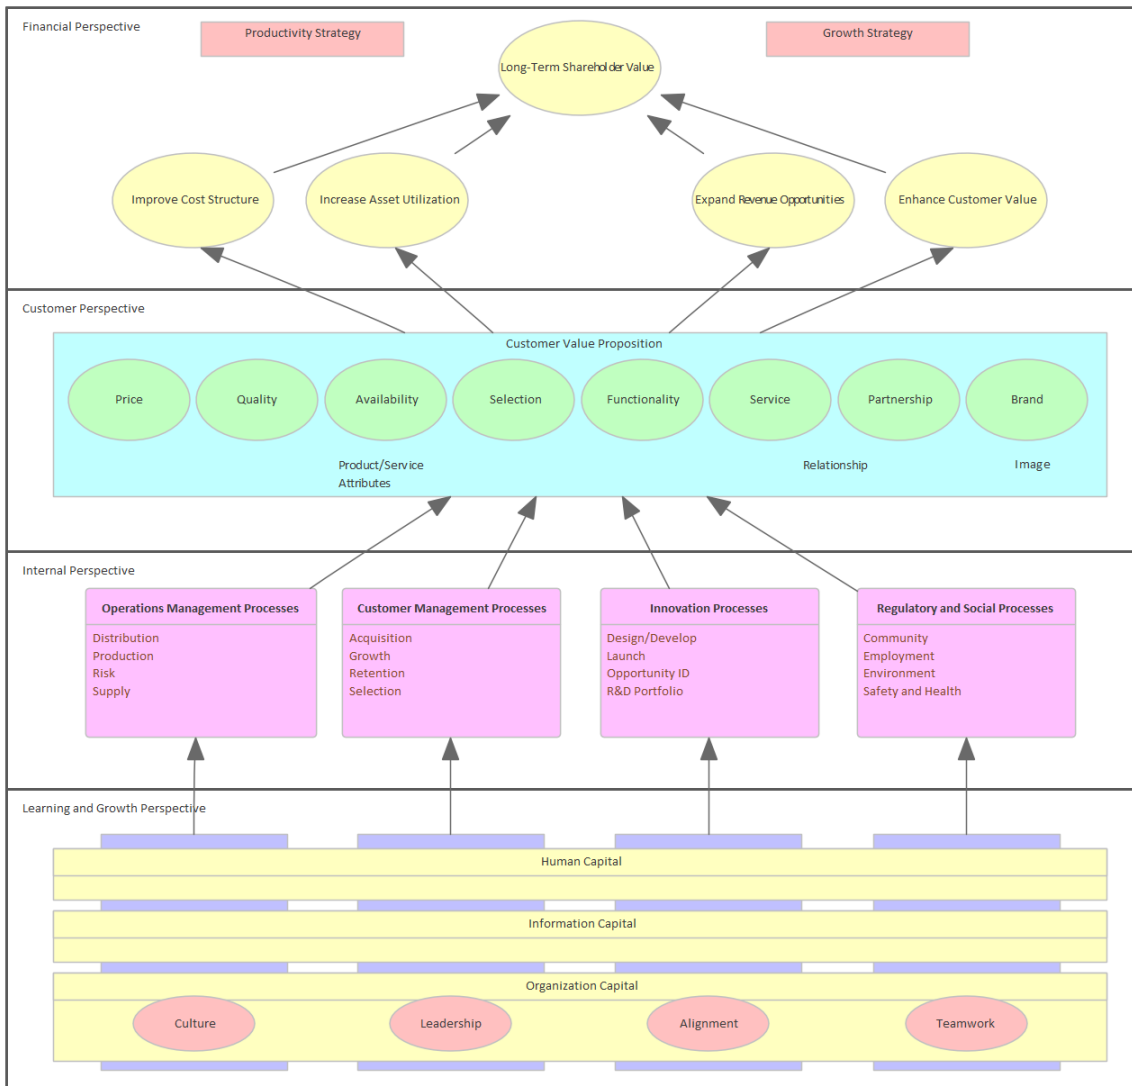 Financial Perspective
Productivity Strategy
Growth Strategy
Long-Term Shareholder Value
Improve Cost Structure
Increase Asset Utilization
Expand Revenue Opportunities
Enhance Customer Value
Customer Perspective
Customer Value Proposition
Price
Quality
Availability
Selection
Functionality
Service
Partnership
Brand
Product/Service
Attributes
Relationship
Image
Internal Perspective
Operations Management Processes
Distribution
Production
Risk
Supply
Customer Management Processes
Acquisition
Growth
Retention
Selection
Innovation Processes
Design/Develop
Launch
Opportunity ID
R&D Portfolio
Regulatory and Social Processes
Community
Employment
Environment
Safety and Health
Learning and Growth Perspective
Human Capital
Information Capital
Organization Capital
Culture
Leadership
Alignment
Teamwork